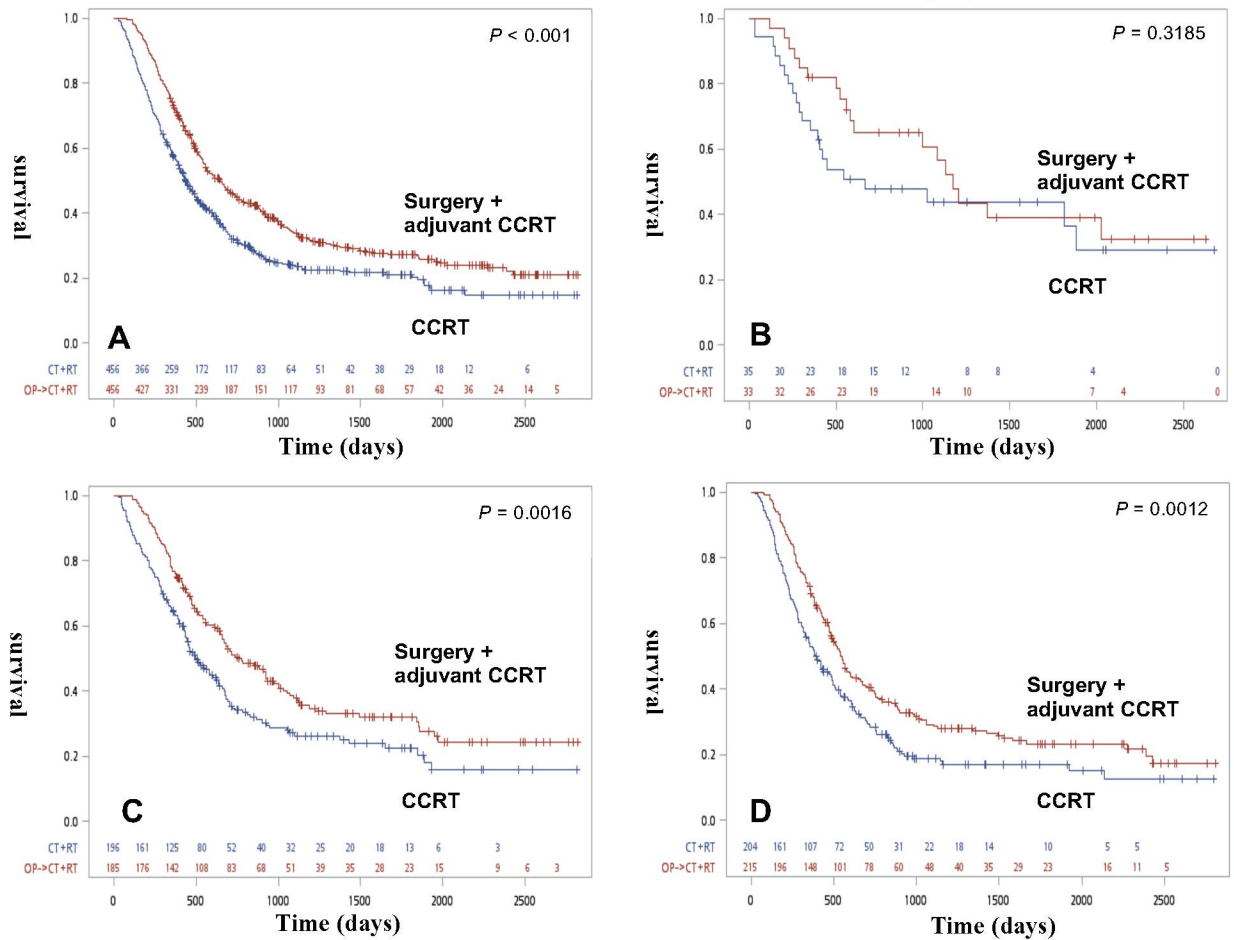 P < 0.001
1.0
0.8
0.6
0.4
0.2
0.0
survival
Surgery +
adjuvant CCRT
CCRT
A
CT+RT 456 366 259 172 117 83 64 51 42 38 29 18 12 6
OP->CT+RT 456 427 331 239 187 151 117 93 81 68 57 42 36 24 14 5
0 500 1000 1500 2000 2500
Time (days)
P = 0.3185
1.0
0.8
0.6
0.4
0.2
0.0
survival
Surgery +
adjuvant CCRT
CCRT
B
CT+RT 35 30 23 18 15 12 8 8 4 0
OP->CT+RT 33 32 26 23 19 14 10 7 4 0
0 500 1000 1500 2000 2500
Time (days)
P = 0.0016
1.0
0.8
0.6
0.4
0.2
0.0
survival
Surgery +
adjuvant CCRT
CCRT
C
CT+RT 196 161 125 80 52 40 32 25 20 18 13 6 3
OP->CT+RT 185 176 142 108 83 68 51 39 35 28 23 15 9 6 3
0 500 1000 1500 2000 2500
Time (days)
P = 0.0012
1.0
0.8
0.6
0.4
0.2
0.0
survival
Surgery +
adjuvant CCRT
CCRT
D
CT+RT 204 161 107 72 50 31 22 18 14 10 5 5
OP->CT+RT 215 196 148 101 78 60 48 40 35 29 23 16 11 5
0 500 1000 1500 2000 2500
Time (days)